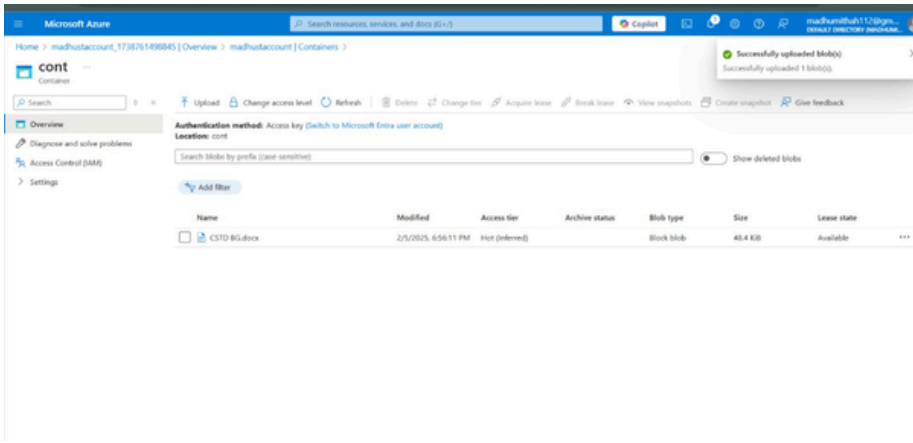 Microsoft Azure
Search resources, services, and docs (G+/)
Copilot
madhumithah112@gm...
Home > madhustaccount_1738761498845 | Overview > madhustaccount | Containers >
cont ...
Container
Successfully uploaded blob(s)
Successfully uploaded 1 blob(s).
Search
Upload Change access level Refresh Delete Change tier Acquire lease Break lease View snapshots Create snapshot Give feedback
Overview
Diagnose and solve problems
Access Control (IAM)
Settings
Authentication method: Access key (Switch to Microsoft Entra user account)
Location: cont
Search blobs by prefix (case-sensitive)
Show deleted blobs
Add filter
Name Modified Access tier Archive status Blob type Size Lease state
CSTO BG.docx 2/5/2025, 6:56:11 PM Hot (Inferred) Block blob 48.4 KiB Available ...